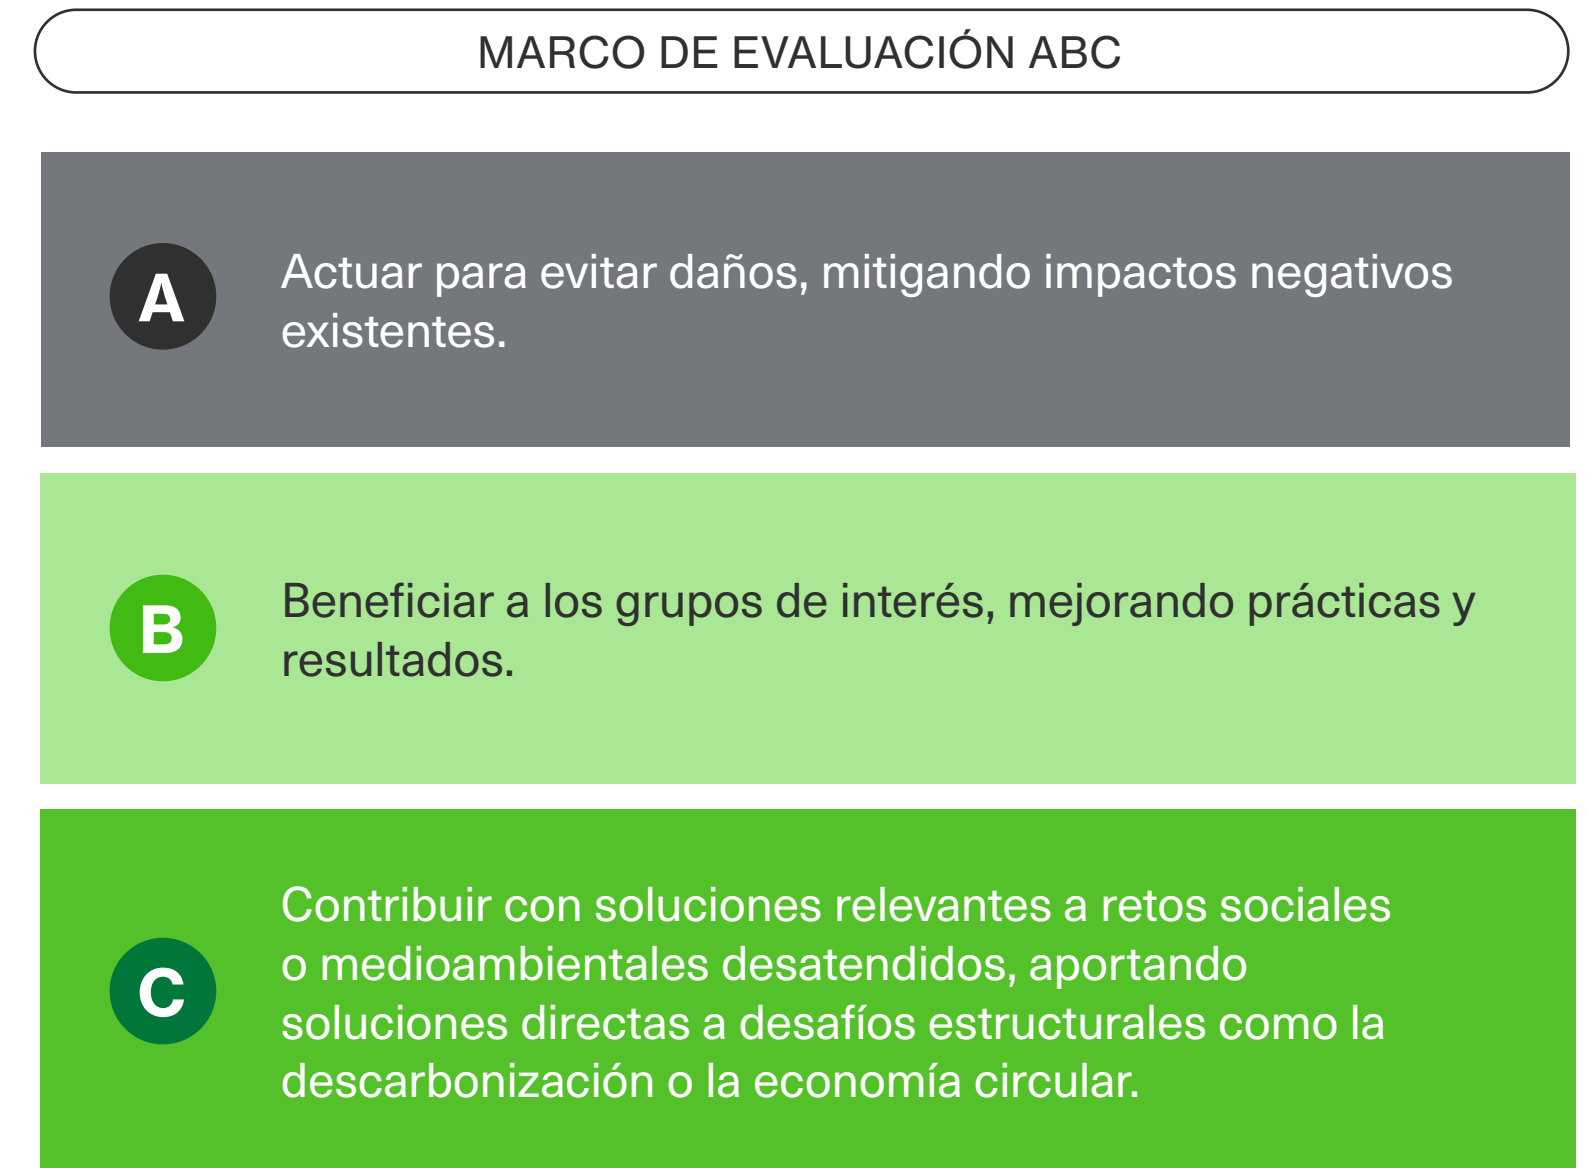 MARCO DE EVALUACIÓN ABC
A
Actuar para evitar daños, mitigando impactos negativos
existentes.
B
Beneficiar a los grupos de interés, mejorando prácticas y
resultados.
C
Contribuir con soluciones relevantes a retos sociales
o medioambientales desatendidos, aportando
soluciones directas a desafíos estructurales como la
descarbonización o la economía circular.